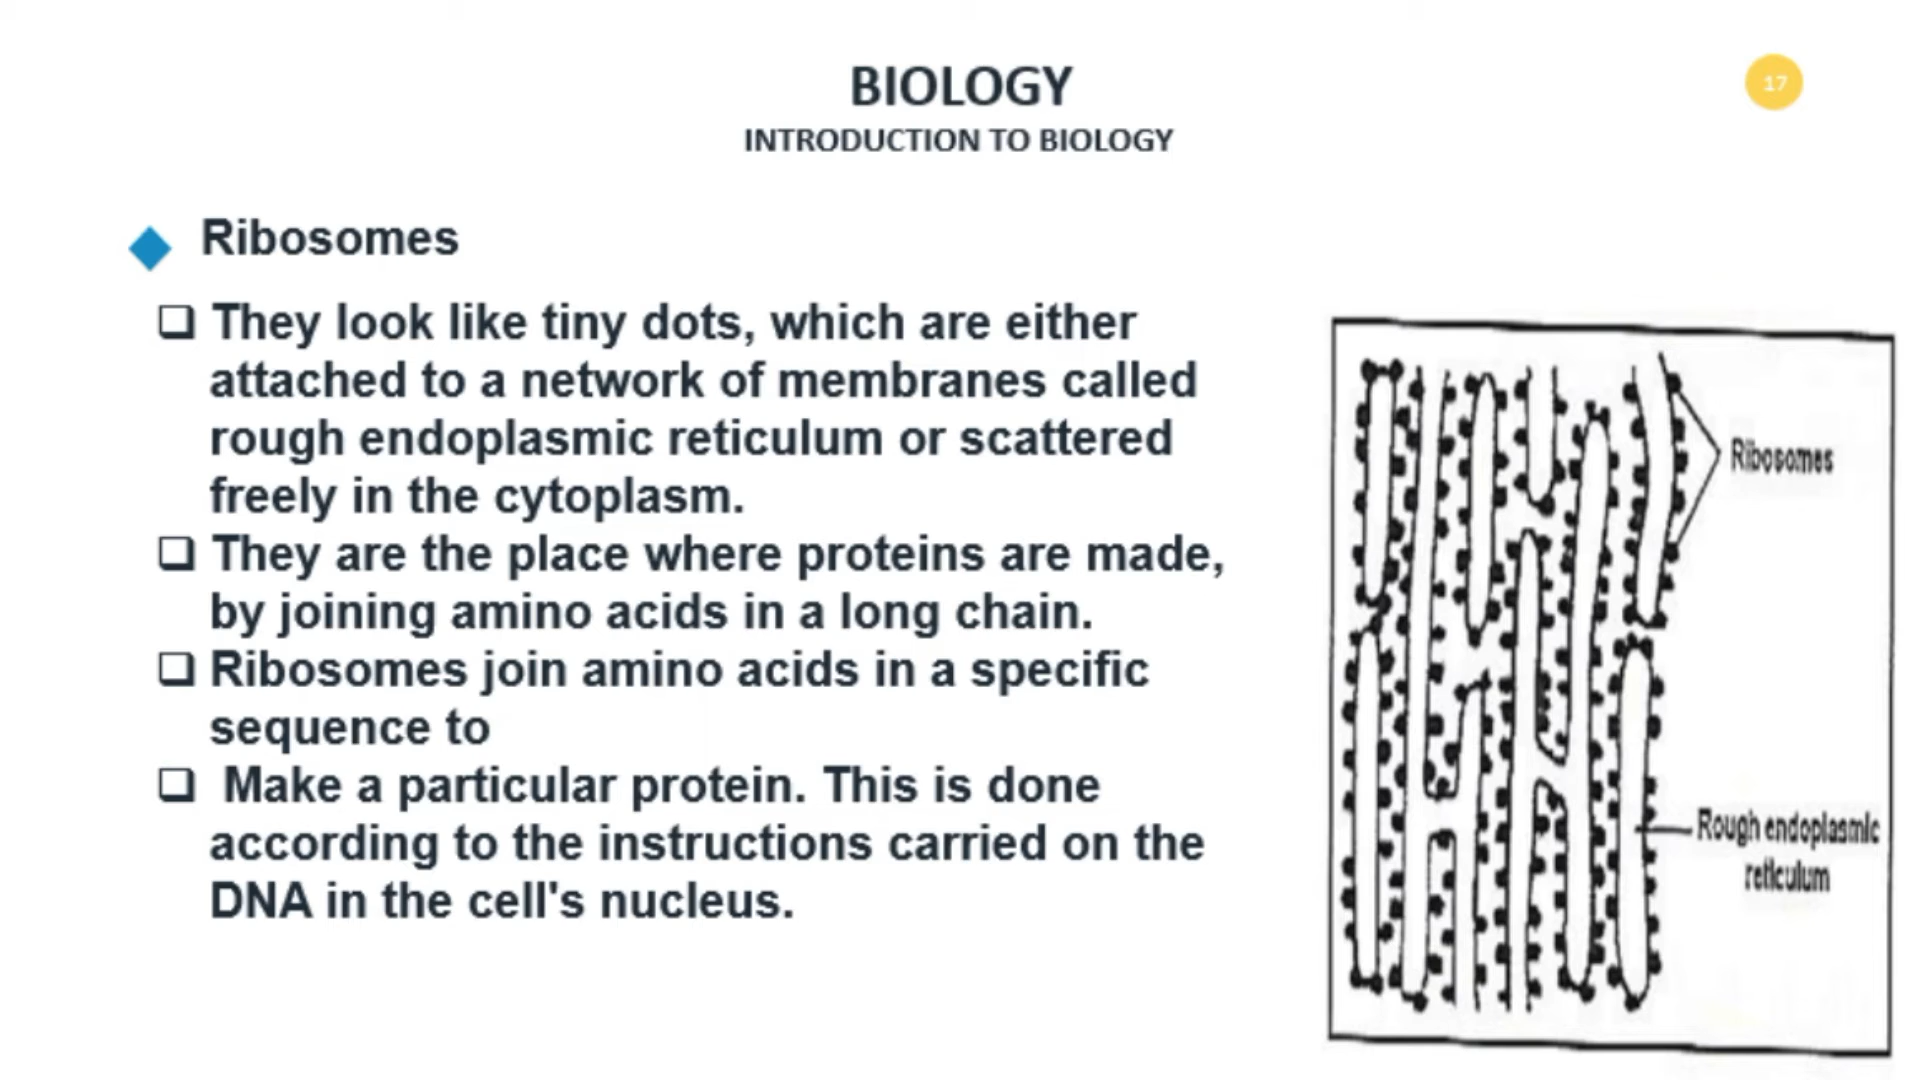 BIOLOGY
17
INTRODUCTION TO BIOLOGY
Ribosomes
They look like tiny dots, which are either
attached to a network of membranes called
rough endoplasmic reticulum or scattered
freely in the cytoplasm.
They are the place where proteins are made,
by joining amino acids in a long chain.
Ribosomes join amino acids in a specific
sequence to
Make a particular protein. This is done
according to the instructions carried on the
DNA in the cell's nucleus.
Ribosomes
Rough endoplasmic
reticulum